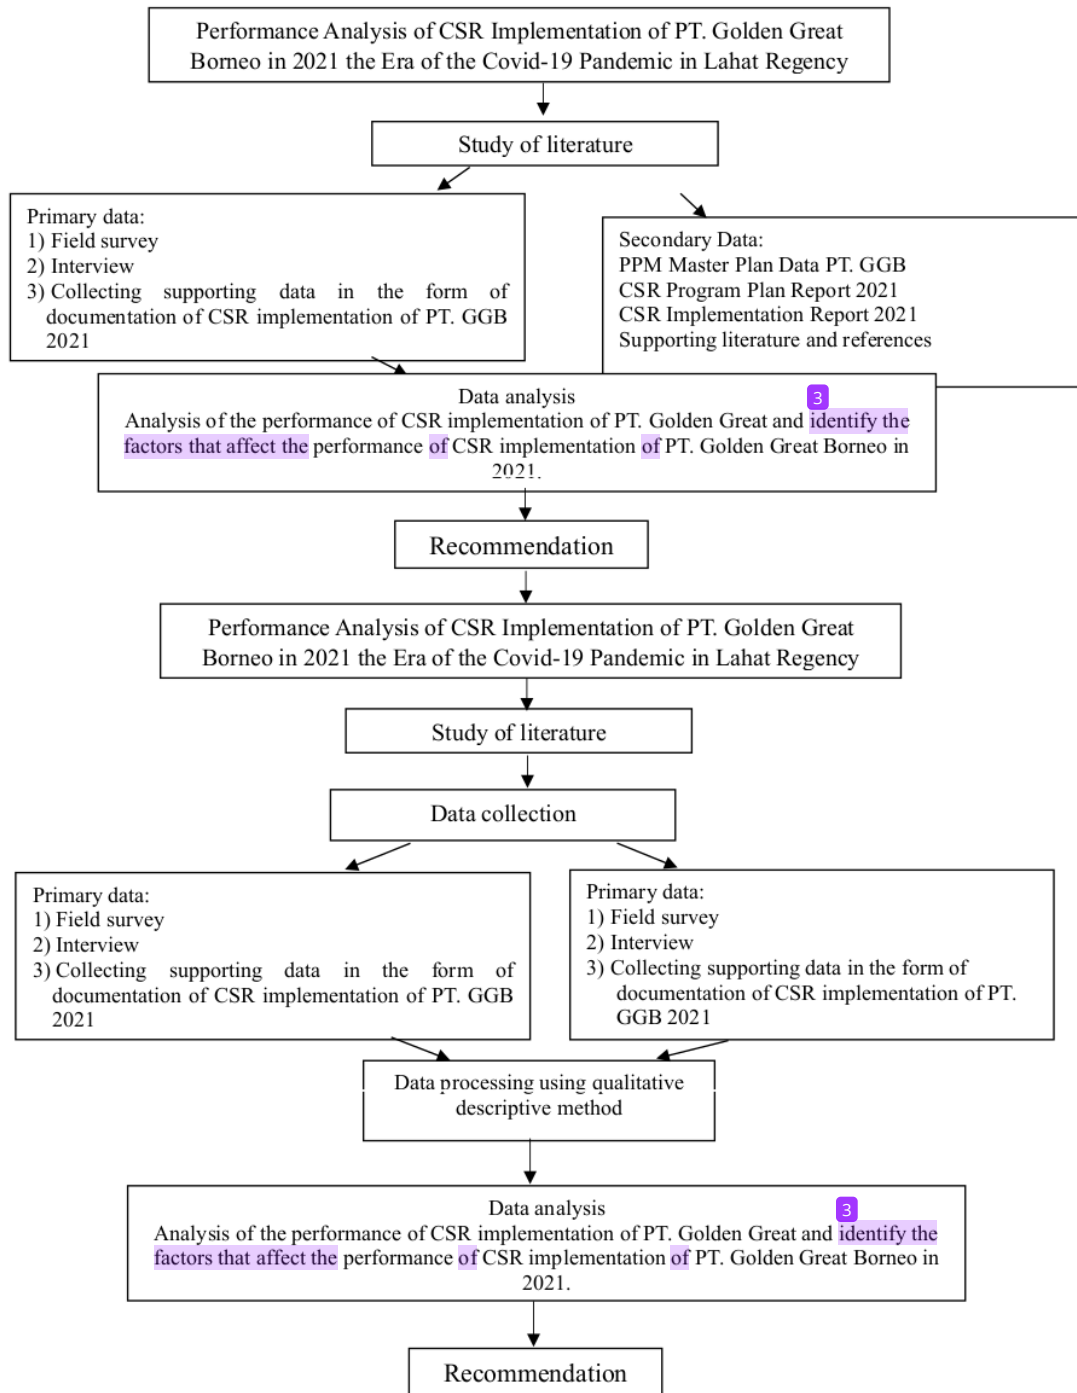 Performance Analysis of CSR Implementation of PT. Golden Great
Borneo in 2021 the Era of the Covid-19 Pandemic in Lahat Regency
Study of literature
Primary data:
1) Field survey
2) Interview
3) Collecting supporting data in the form of
documentation of CSR implementation of PT. GGB
2021
Secondary Data:
PPM Master Plan Data PT. GGB
CSR Program Plan Report 2021
CSR Implementation Report 2021
Supporting literature and references
Data analysis
3
Analysis of the performance of CSR implementation of PT. Golden Great and identify the
factors that affect the performance of CSR implementation of PT. Golden Great Borneo in
2021.
Recommendation
Performance Analysis of CSR Implementation of PT. Golden Great
Borneo in 2021 the Era of the Covid-19 Pandemic in Lahat Regency
Study of literature
Data collection
Primary data:
1) Field survey
2) Interview
3) Collecting supporting data in the form of
documentation of CSR implementation of PT. GGB
2021
Primary data:
1) Field survey
2) Interview
3) Collecting supporting data in the form of
documentation of CSR implementation of PT.
GGB 2021
Data processing using qualitative
descriptive method
Data analysis
3
Analysis of the performance of CSR implementation of PT. Golden Great and identify the
factors that affect the performance of CSR implementation of PT. Golden Great Borneo in
2021.
Recommendation